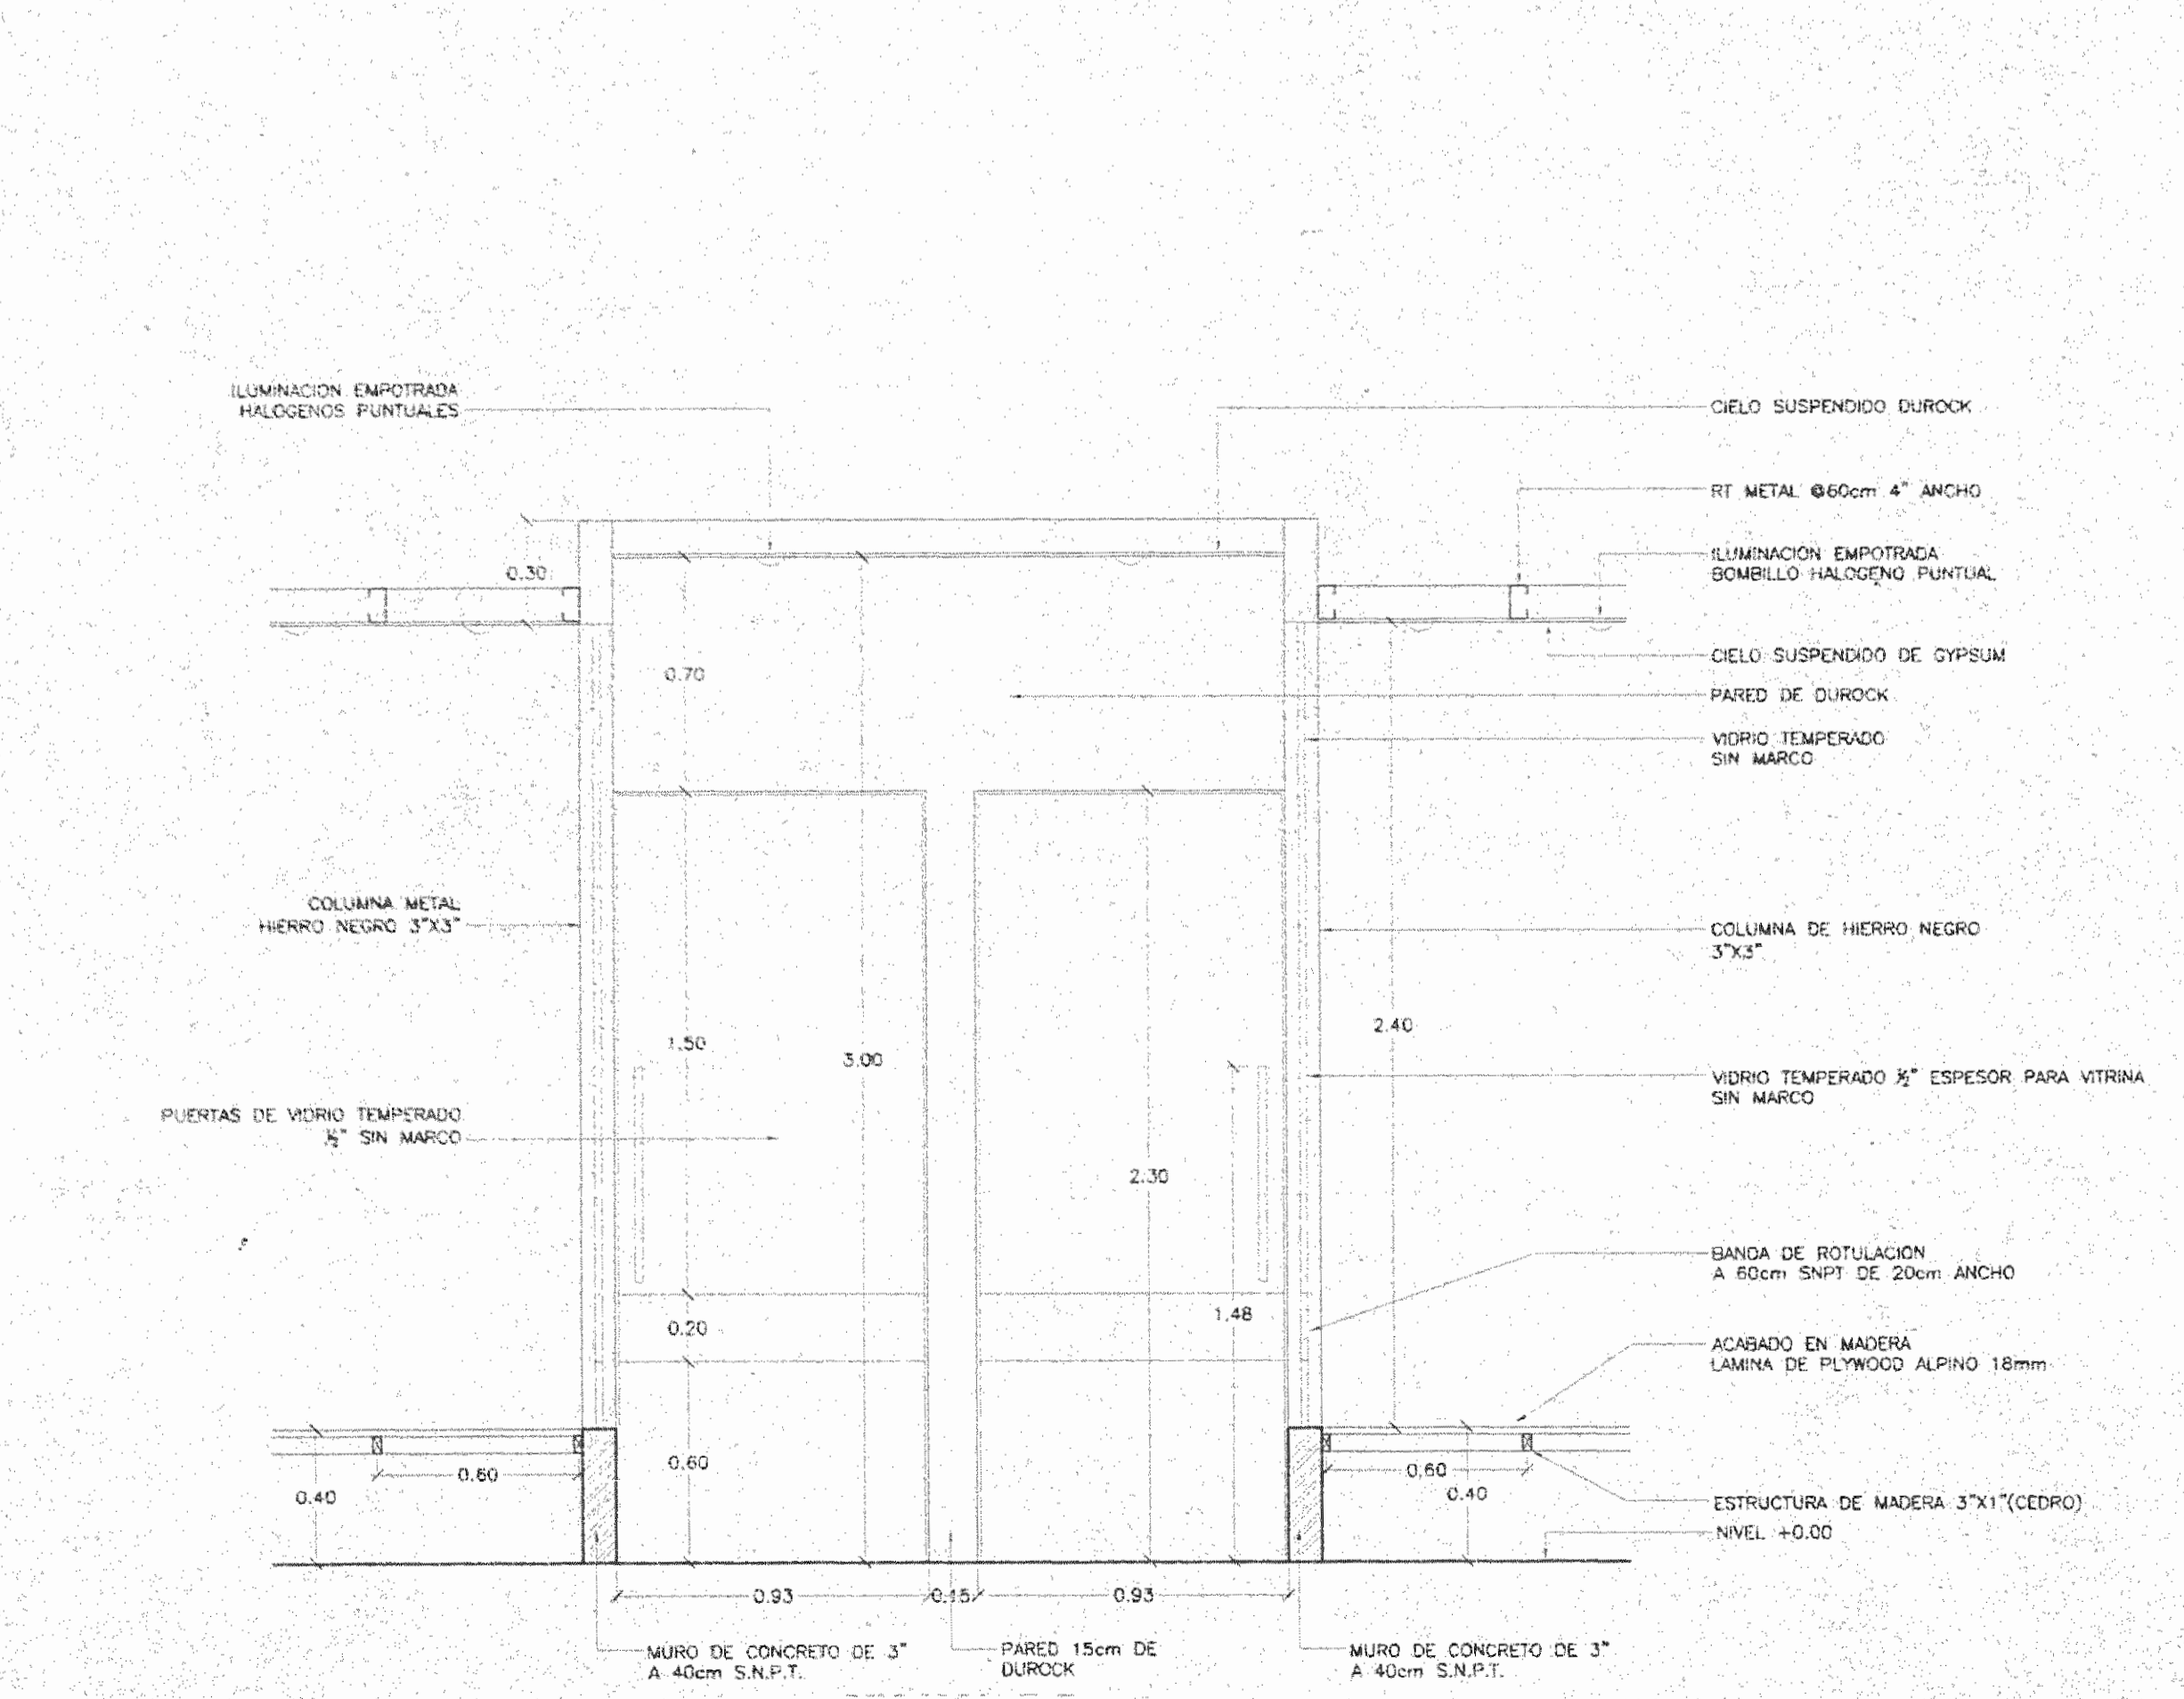 ILUMINACION EMPOTRADA
HALOGENOS PUNTUALES
CIELO SUSPENDIDO DUROCK
RT METAL @60cm 4" ANCHO
ILUMINACION EMPOTRADA
BOMBILLO HALOGENO PUNTUAL
0.30
CIELO SUSPENDIDO DE GYPSUM
0.70
PARED DE DUROCK
VIDRIO TEMPERADO
SIN MARCO
COLUMNA METAL
HIERRO NEGRO 3"X3"
COLUMNA DE HIERRO NEGRO
3"X3"
2.40
1.50
3.00
VIDRIO TEMPERADO ½" ESPESOR PARA VITRINA
SIN MARCO
PUERTAS DE VIDRIO TEMPERADO
½" SIN MARCO
2.30
BANDA DE ROTULACION
A 60cm SNPT DE 20cm ANCHO
0.20
1.48
ACABADO EN MADERA
LAMINA DE PLYWOOD ALPINO 18mm
0.60
0.60
0.60
0.40
0.40
ESTRUCTURA DE MADERA 3"X1"(CEDRO)
NIVEL +0.00
0.93
0.15
0.93
MURO DE CONCRETO DE 3"
A 40cm S.N.P.T.
PARED 15cm DE
DUROCK
MURO DE CONCRETO DE 3"
A 40cm S.N.P.T.